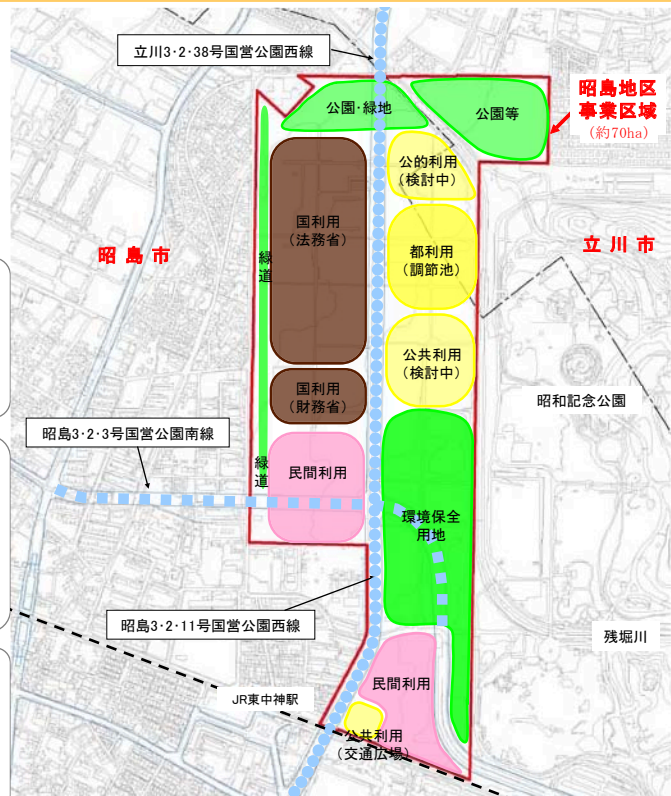 立川3・2・38号国営公園西線
昭島地区
事業区域
(約70ha)
公園・緑地
公園等
公的利用
(検討中)
国利用
(法務省)
都利用
(調節池)
昭島市
立川市
緑道
公共利用
(検討中)
国利用
(財務省)
昭和記念公園
昭島3・2・3号国営公園南線
緑道
民間利用
環境保全
用地
昭島3・2・11号国営公園西線
残堀川
民間利用
JR東中神駅
公共利用
(交通広場)